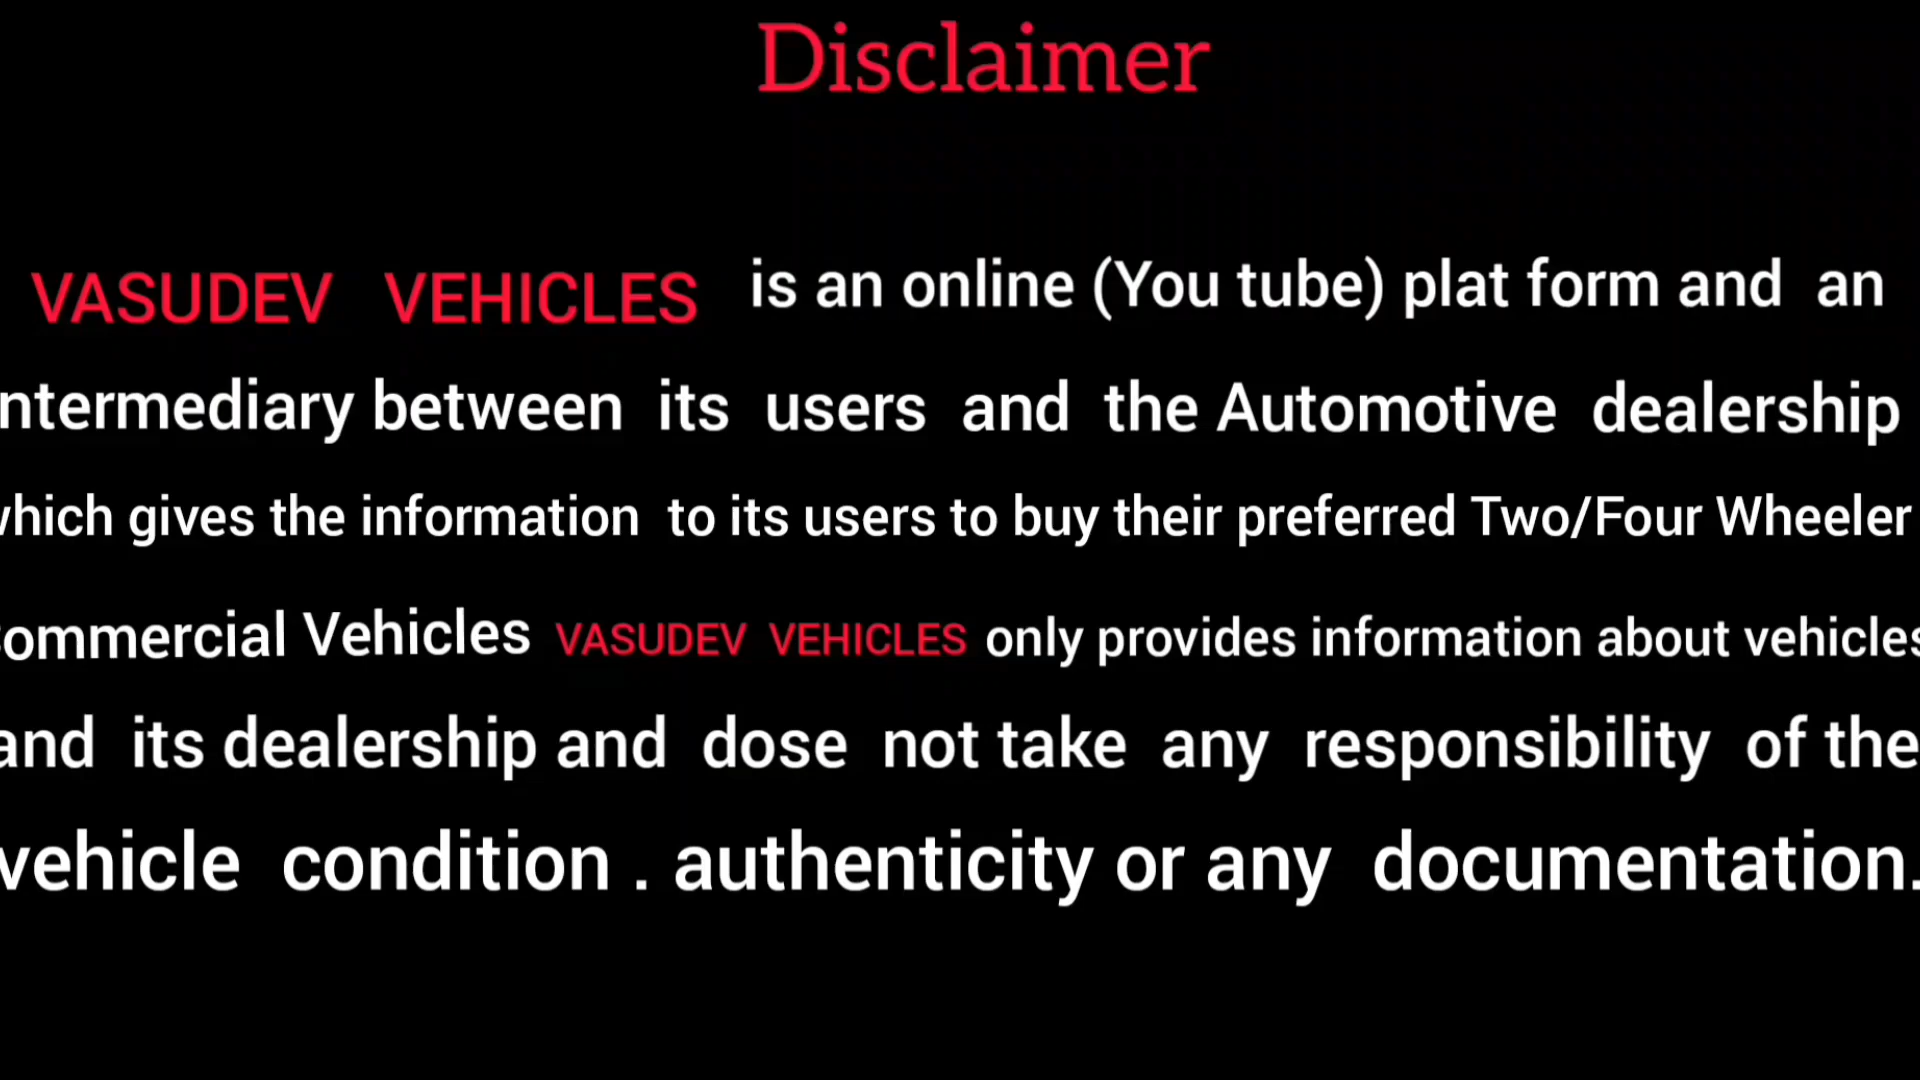 Disclaimer
VASUDEV VEHICLES is an online (You tube) plat form and an
ntermediary between its users and the Automotive dealership
which gives the information to its users to buy their preferred Two/Four Wheeler
commercial Vehicles VASUDEV VEHICLES only provides information about vehicles
and its dealership and dose not take any responsibility of the
vehicle condition . authenticity or any documentation.